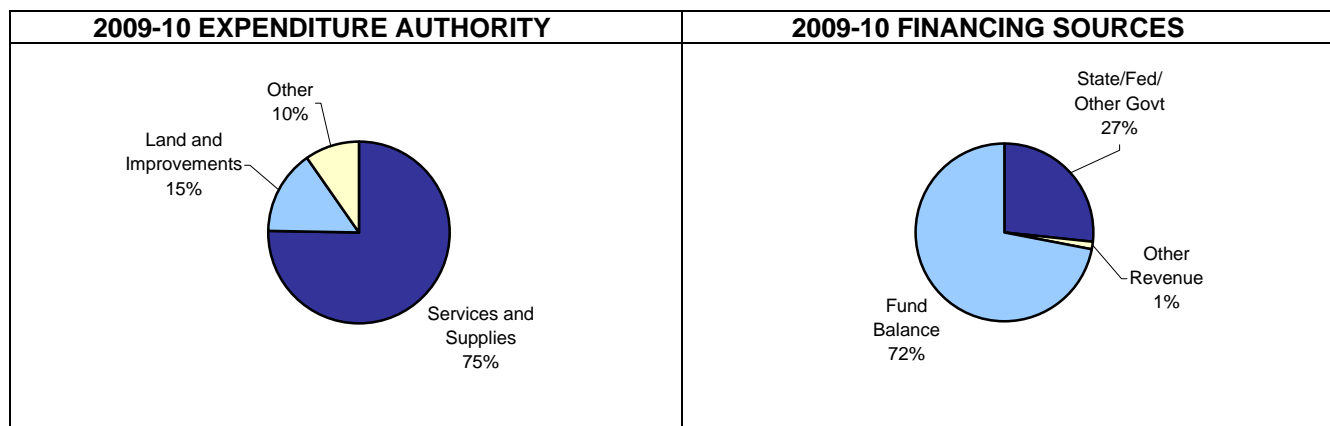 2009-10 EXPENDITURE AUTHORITY
Other
10%
Land and
Improvements
15%
Services and
Supplies
75%
2009-10 FINANCING SOURCES
State/Fed/
Other Govt
27%
Other
Revenue
1%
Fund
Balance
72%